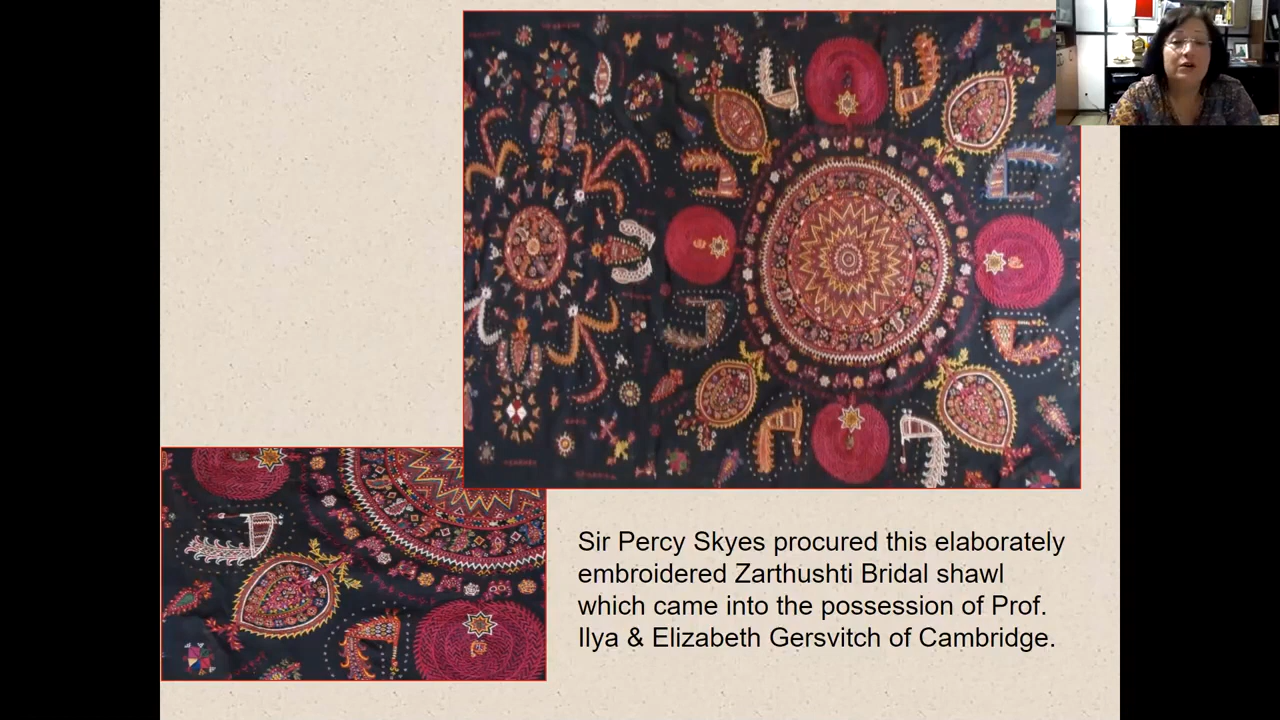 Sir Percy Skyes procured this elaborately
embroidered Zarthushti Bridal shawl
which came into the possession of Prof.
Ilya & Elizabeth Gersvitch of Cambridge.